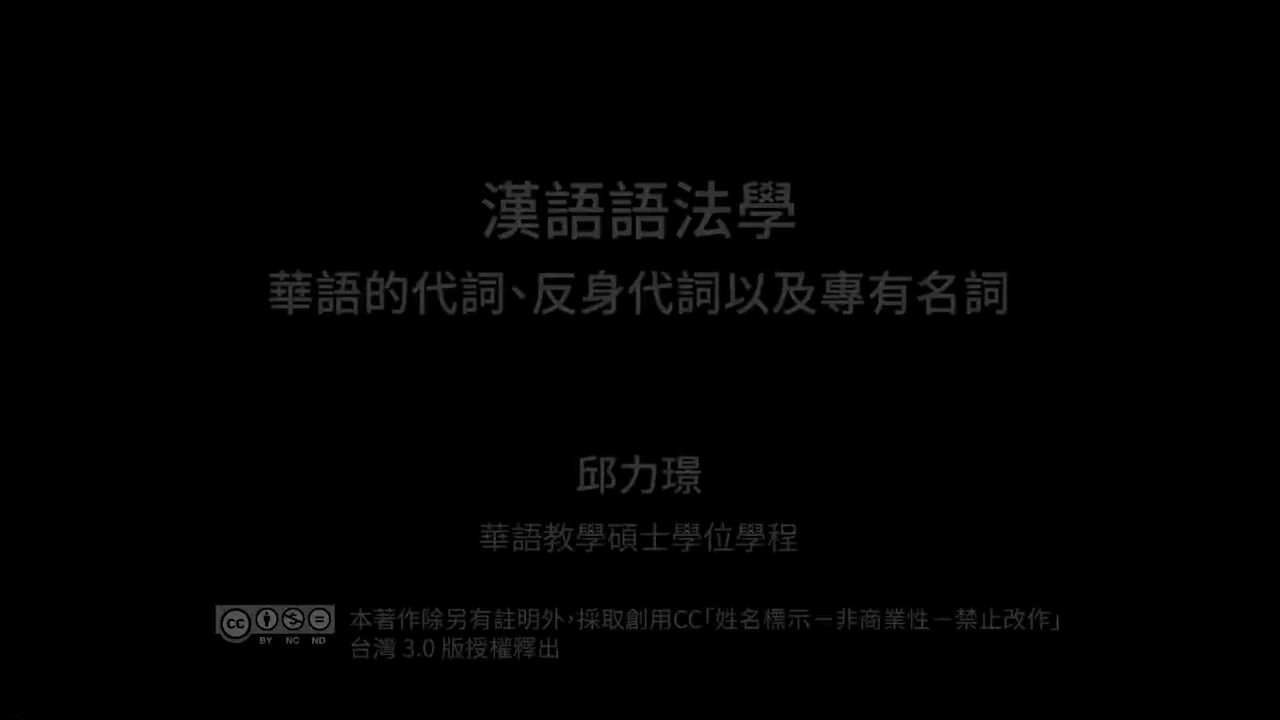 漢語語法學
華語的代詞、反身代詞以及專有名詞
邱力璟
華語教學碩士學位學程
cc BY NC ND
本著作除另有註明外，採取創用CC「姓名標示－非商業性－禁止改作」
台灣 3.0 版授權釋出